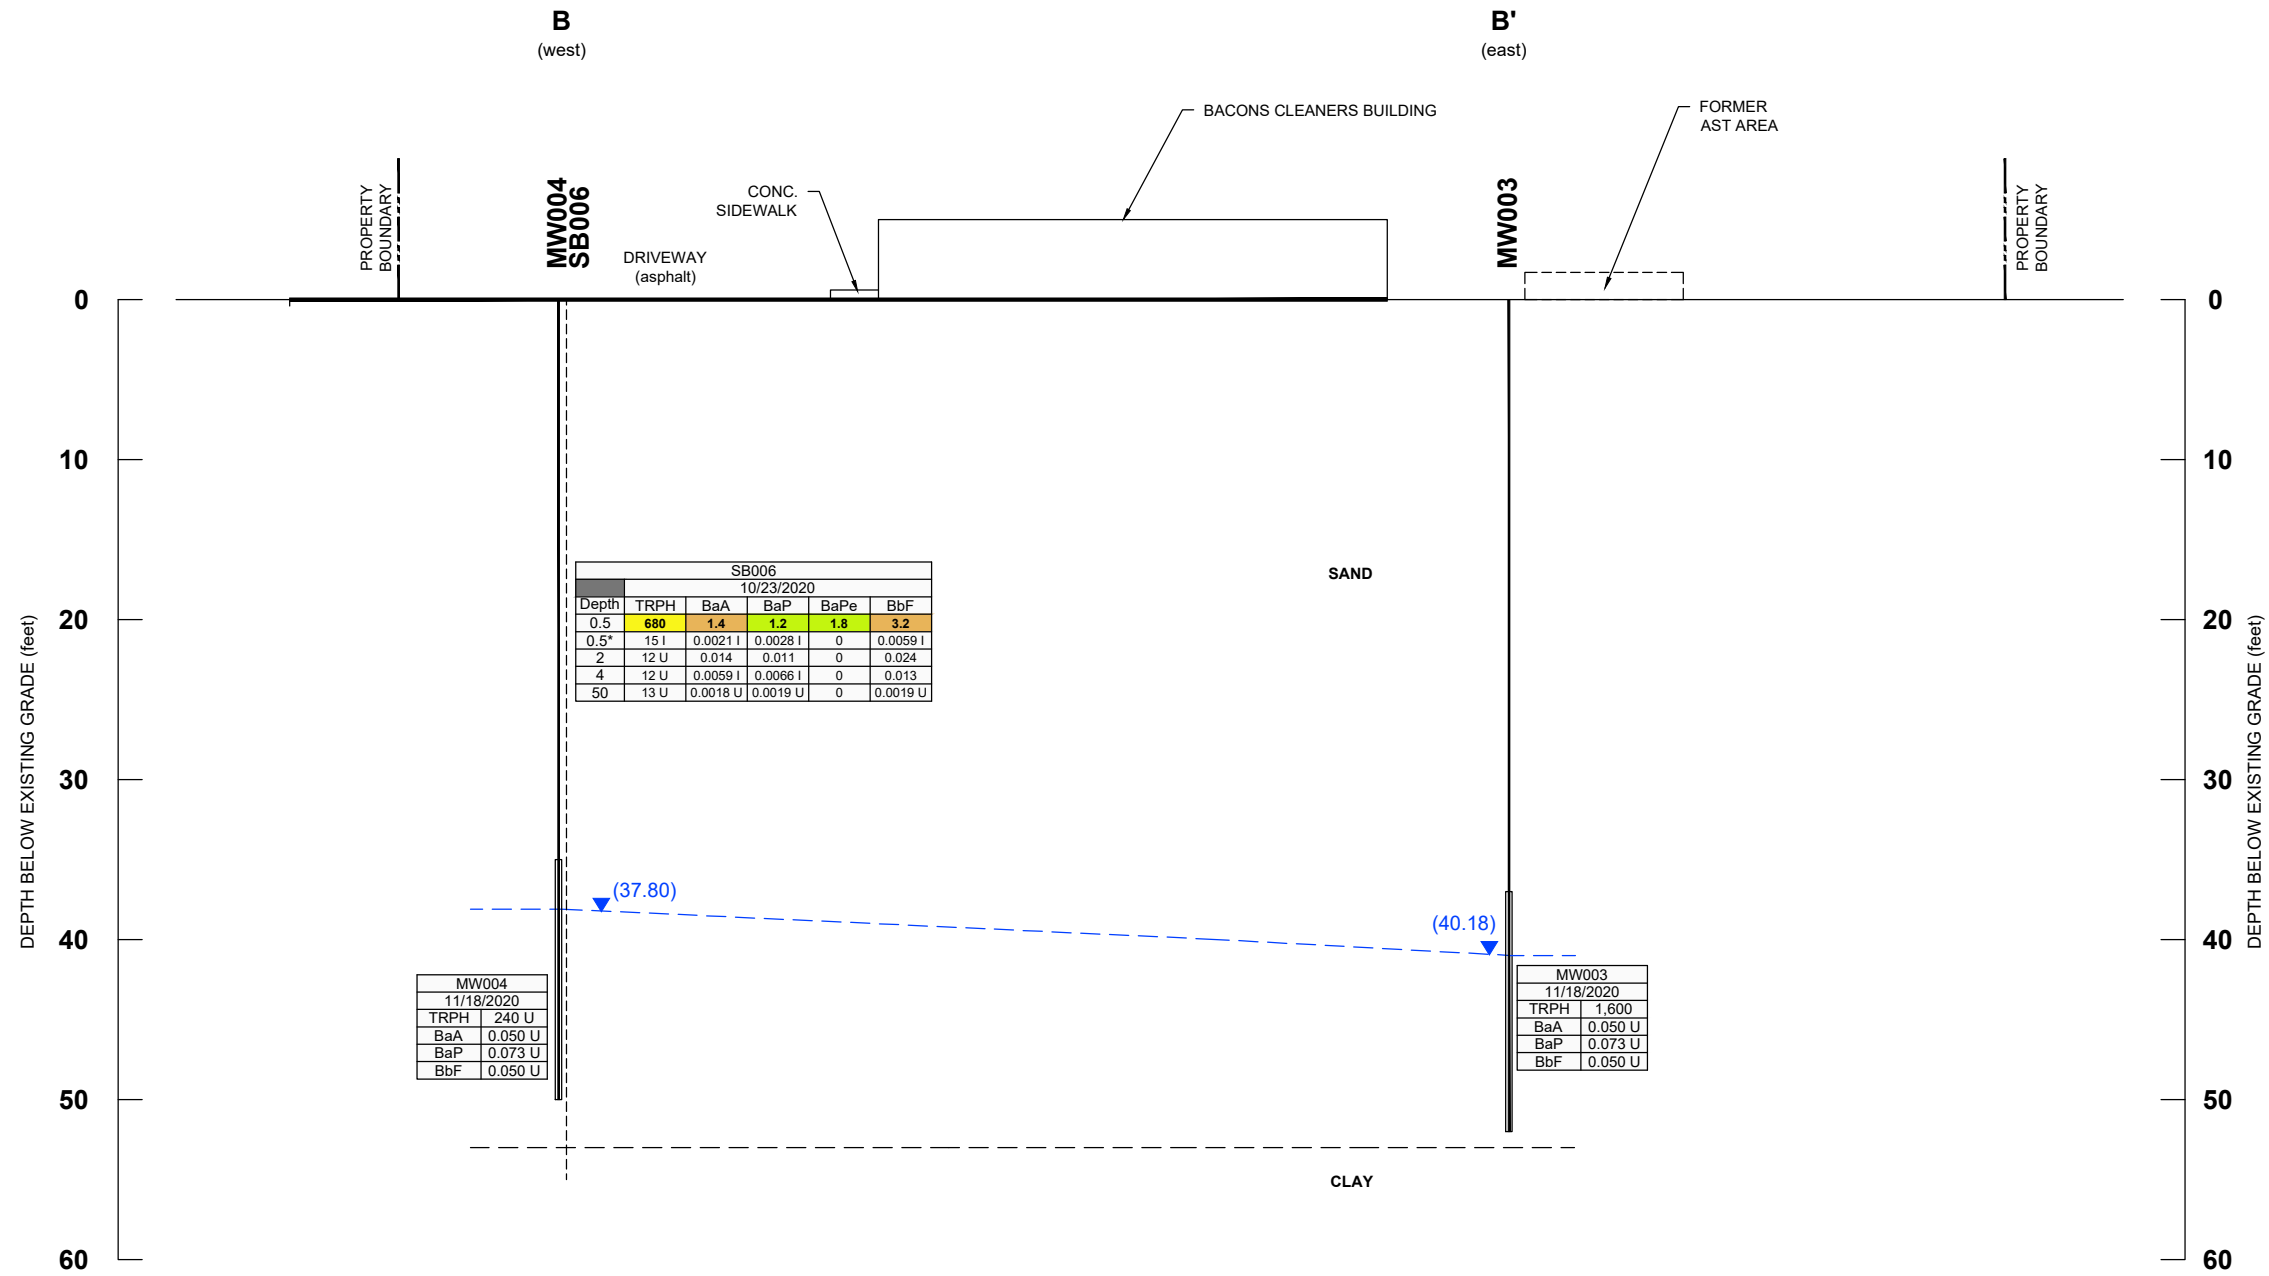 B
(west)
B'
(east)
BACONS CLEANERS BUILDING
FORMER
AST AREA
PROPERTY
BOUNDARY
MW004
SB006
CONC.
SIDEWALK
DRIVEWAY
(asphalt)
MW003
PROPERTY
BOUNDARY
0
10
20
30
40
50
60
DEPTH BELOW EXISTING GRADE (feet)
SB006
10/23/2020
Depth TRPH BaA BaP BaPe BbF
0.5 680 1.4 1.2 1.8 3.2
0.5* 15 I 0.0021 I 0.0028 I 0 0.0059 I
2 12 U 0.014 0.011 0 0.024
4 12 U 0.0059 I 0.0066 I 0 0.013
50 13 U 0.0018 U 0.0019 U 0 0.0019 U
SAND
(37.80)
(40.18)
MW004
11/18/2020
TRPH 240 U
BaA 0.050 U
BaP 0.073 U
BbF 0.050 U
MW003
11/18/2020
TRPH 1,600
BaA 0.050 U
BaP 0.073 U
BbF 0.050 U
CLAY
0
10
20
30
40
50
60
DEPTH BELOW EXISTING GRADE (feet)